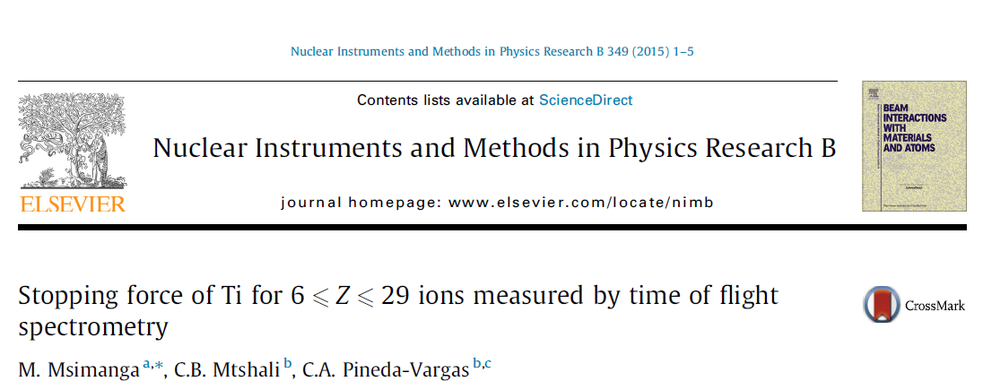 Nuclear Instruments and Methods in Physics Research B 349 (2015) 1–5
Contents lists available at ScienceDirect
Nuclear Instruments and Methods in Physics Research B
journal homepage: www.elsevier.com/locate/nimb
ELSEVIER
BEAM
INTERACTIONS
WITH
MATERIALS
AND ATOMS
Stopping force of Ti for 6 ⩽ Z ⩽ 29 ions measured by time of flight
spectrometry
CrossMark
M. Msimanga a,*, C.B. Mtshali b, C.A. Pineda-Vargas b,c